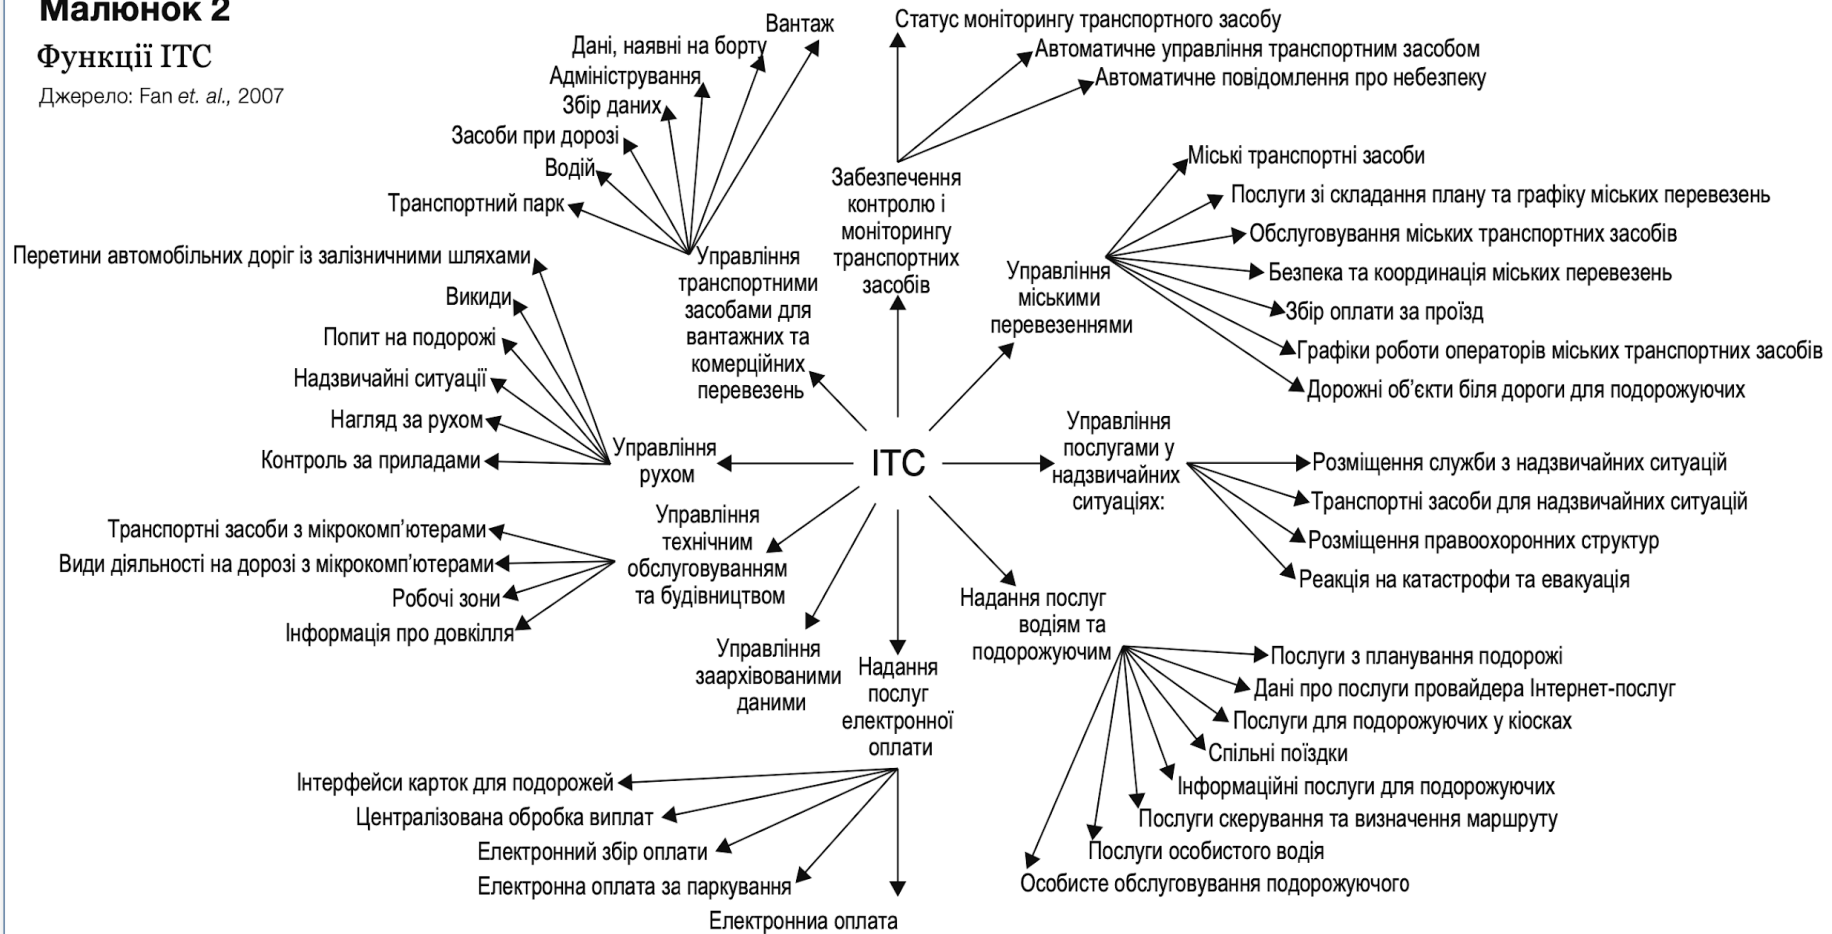 Малюнок 2
Функції ІТС
Джерело: Fan et. al., 2007
Вантаж
Дані, наявні на борту
Адміністрування
Збір даних
Засоби при дорозі
Водій
Транспортний парк
Управління
транспортними
засобами для
вантажних та
комерційних
перевезень
Статус моніторингу транспортного засобу
Автоматичне управління транспортним засобом
Автоматичне повідомлення про небезпеку
Забезпечення
контролю і
моніторингу
транспортних
засобів
Міські транспортні засоби
Послуги зі складання плану та графіку міських перевезень
Обслуговування міських транспортних засобів
Безпека та координація міських перевезень
Збір оплати за проїзд
Графіки роботи операторів міських транспортних засобів
Дорожні об’єкти біля дороги для подорожуючих
Управління
міськими
перевезеннями
Перетини автомобільних доріг із залізничними шляхами
Викиди
Попит на подорожі
Надзвичайні ситуації
Нагляд за рухом
Контроль за приладами
Управління
рухом
ІТС
Управління
послугами у
надзвичайних
ситуаціях:
Розміщення служби з надзвичайних ситуацій
Транспортні засоби для надзвичайних ситуацій
Розміщення правоохоронних структур
Реакція на катастрофи та евакуація
Транспортні засоби з мікрокомп’ютерами
Види діяльності на дорозі з мікрокомп’ютерами
Робочі зони
Інформація про довкілля
Управління
технічним
обслуговуванням
та будівництвом
Управління
заархівованими
даними
Надання
послуг
електронної
оплати
Надання послуг
водіям та
подорожуючим
Послуги з планування подорожі
Дані про послуги провайдера Інтернет-послуг
Послуги для подорожуючих у кіосках
Спільні поїздки
Інформаційні послуги для подорожуючих
Послуги скерування та визначення маршруту
Послуги особистого водія
Особисте обслуговування подорожуючого
Інтерфейси карток для подорожей
Централізована обробка виплат
Електронний збір оплати
Електронна оплата за паркування
Електронниа оплата